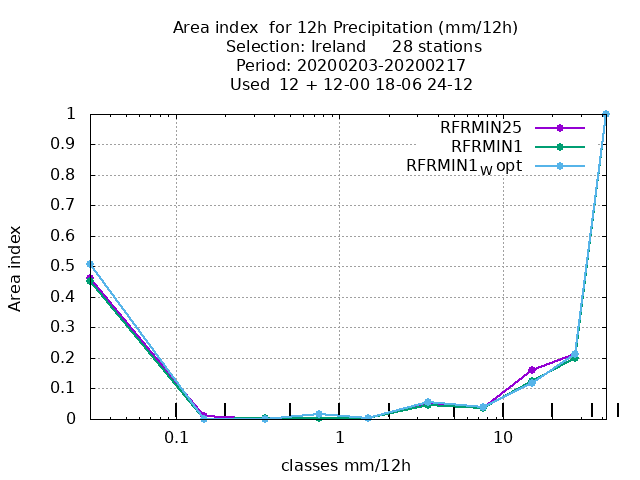 Area index  for 12h Precipitation (mm/12h)
Selection: Ireland     28 stations
Period: 20200203-20200217
Used  12 + 12-00 18-06 24-12
RFRMIN25
RFRMIN1
RFRMIN1W opt
1
0.9
0.8
0.7
0.6
0.5
0.4
0.3
0.2
0.1
0
Area index
0.1
1
10
classes mm/12h